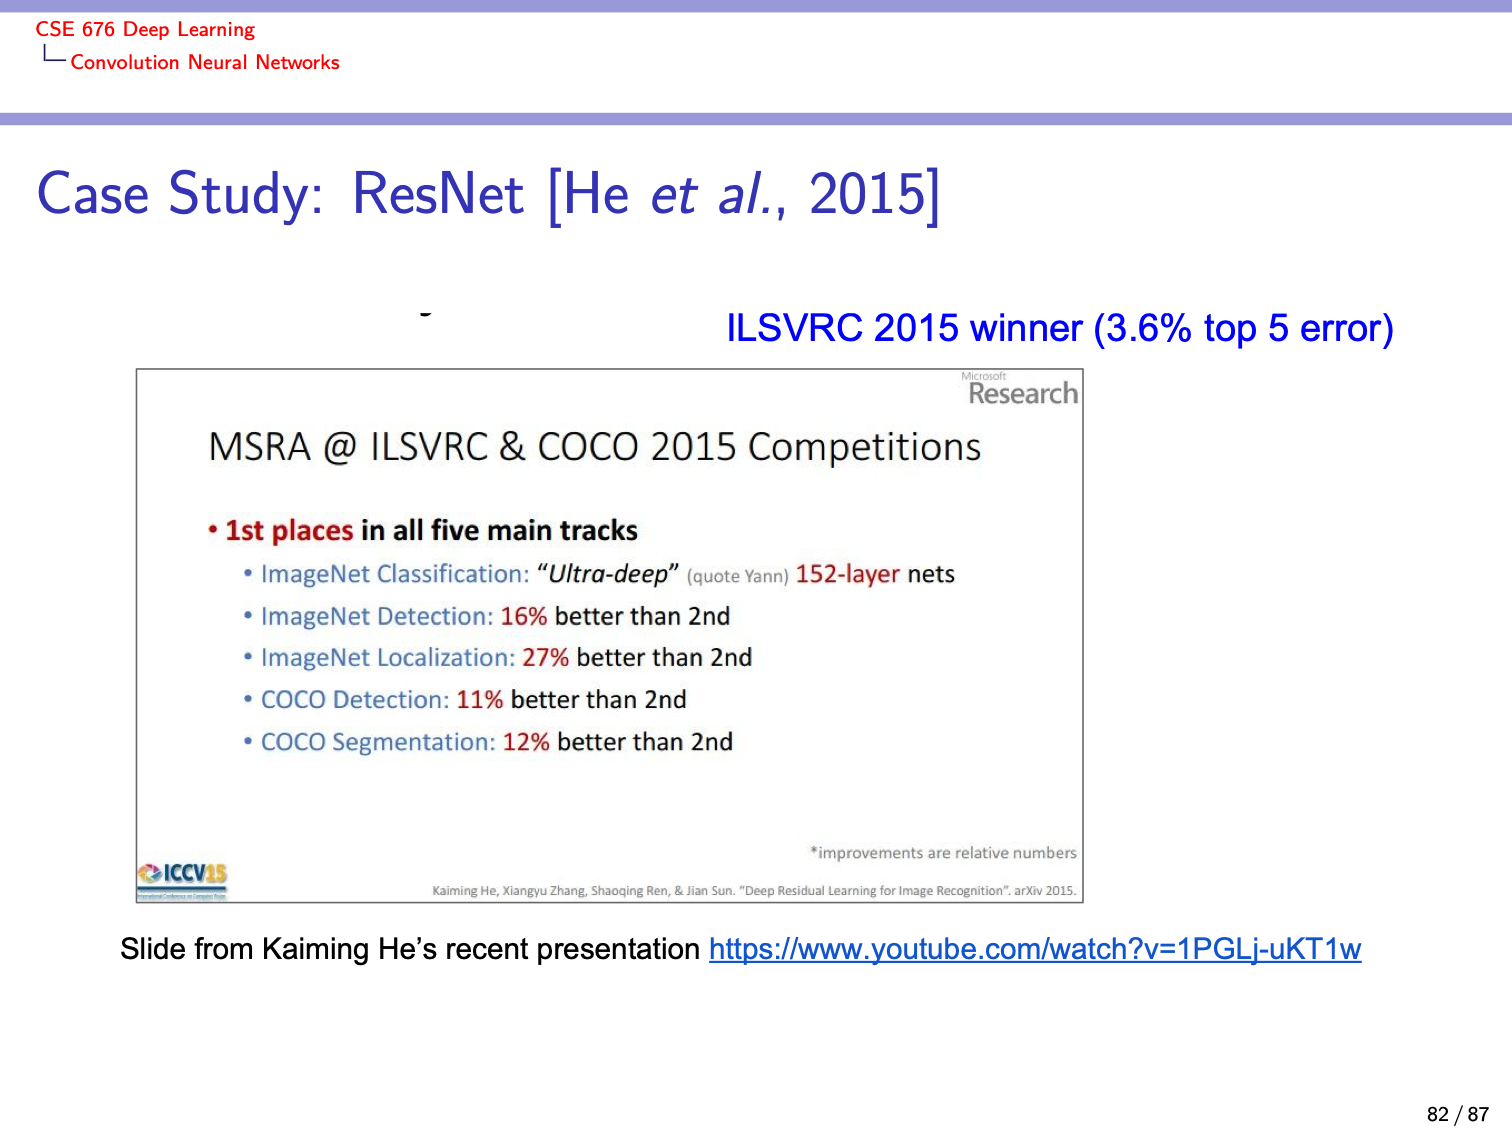 CSE 676 Deep Learning
Convolution Neural Networks
Case Study: ResNet [He et al., 2015]
ILSVRC 2015 winner (3.6% top 5 error)
Microsoft
Research
MSRA @ ILSVRC & COCO 2015 Competitions
• 1st places in all five main tracks
• ImageNet Classification: “Ultra-deep” (quote Yann) 152-layer nets
• ImageNet Detection: 16% better than 2nd
• ImageNet Localization: 27% better than 2nd
• COCO Detection: 11% better than 2nd
• COCO Segmentation: 12% better than 2nd
*improvements are relative numbers
ICCV15
Kaiming He, Xiangyu Zhang, Shaoqing Ren, & Jian Sun. “Deep Residual Learning for Image Recognition”. arXiv 2015.
Slide from Kaiming He’s recent presentation https://www.youtube.com/watch?v=1PGLj-uKT1w
82 / 87